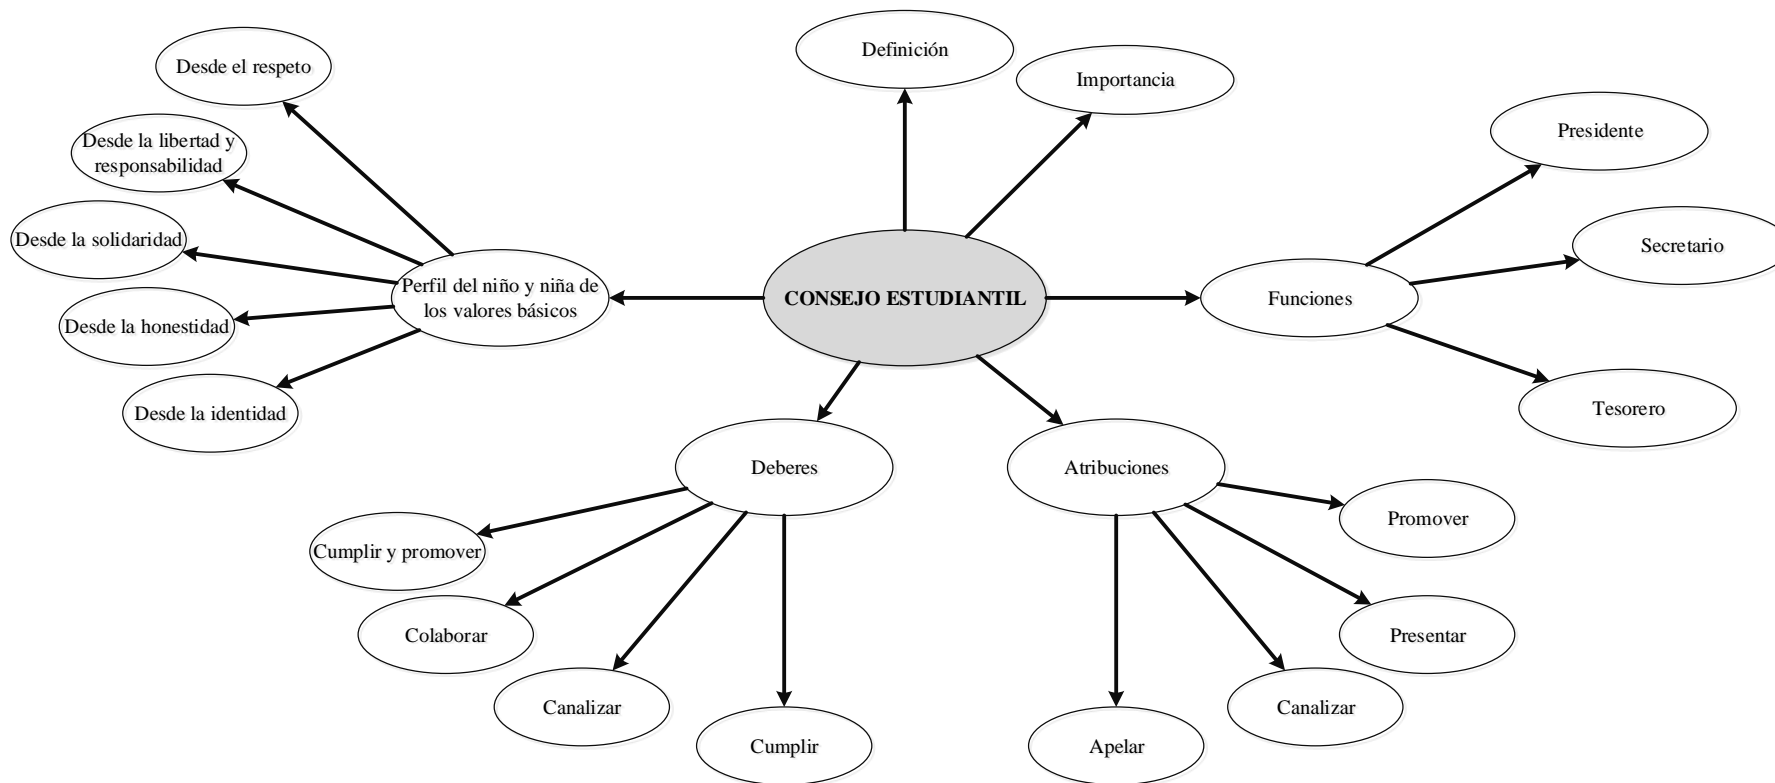 Definición
Importancia
Desde el respeto
Desde la libertad y
responsabilidad
Desde la solidaridad
Desde la honestidad
Desde la identidad
Perfil del niño y niña de
los valores básicos
CONSEJO ESTUDIANTIL
Funciones
Presidente
Secretario
Tesorero
Deberes
Cumplir y promover
Colaborar
Canalizar
Cumplir
Atribuciones
Promover
Presentar
Canalizar
Apelar